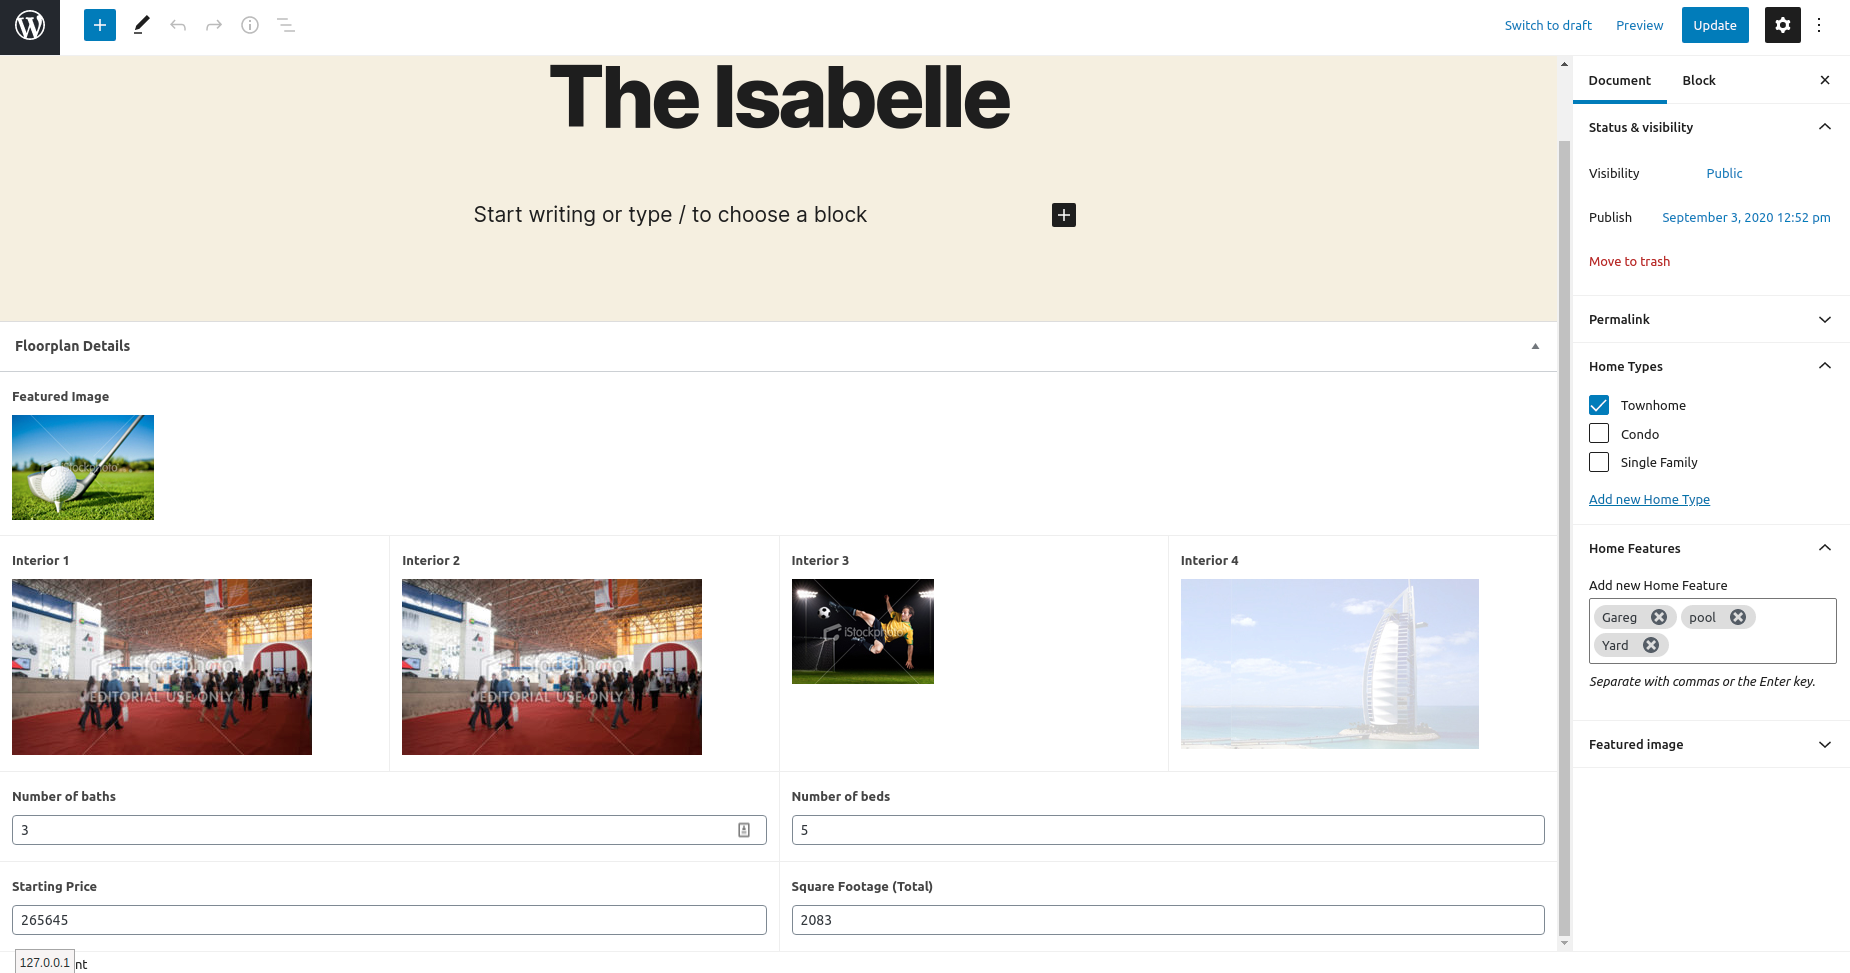 Switch to draft Preview Update
The Isabelle
Start writing or type / to choose a block
Floorplan Details
Featured Image
iStockphoto
Interior 1 Interior 2 Interior 3 Interior 4
iStockphoto iStockphoto iStockphoto
EDITORIAL USE ONLY EDITORIAL USE ONLY
Number of baths Number of beds
3 5
Starting Price Square Footage (Total)
265645 2083
127.0.0.1 nt
Document Block
Status & visibility
Visibility Public
Publish September 3, 2020 12:52 pm
Move to trash
Permalink
Home Types
Townhome
Condo
Single Family
Add new Home Type
Home Features
Add new Home Feature
Gareg pool
Yard
Separate with commas or the Enter key.
Featured image